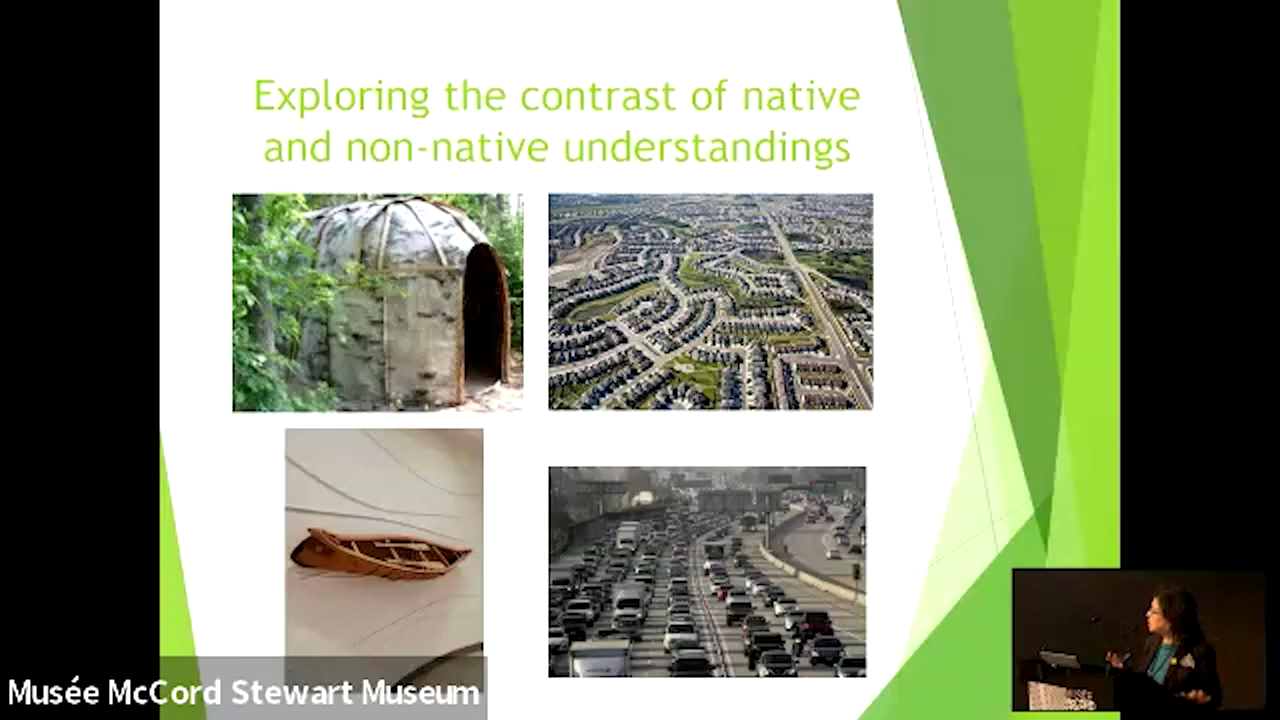 Exploring the contrast of native
and non-native understandings
Musée McCord Stewart Museum